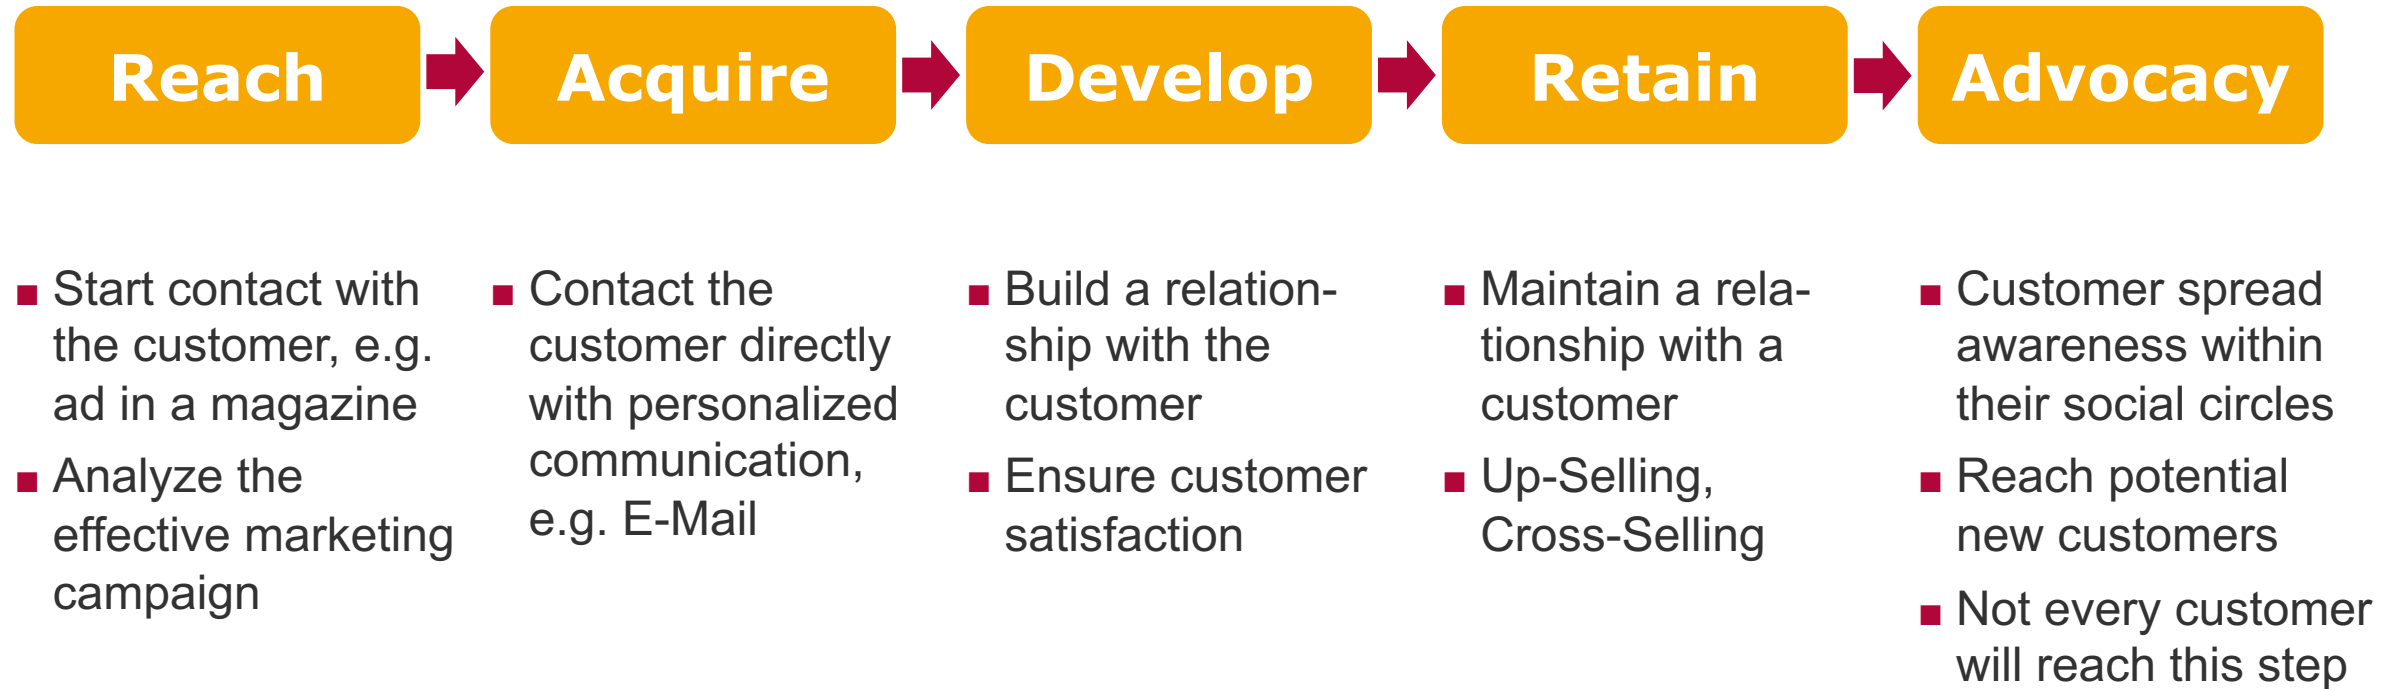 Reach
Acquire
Develop
Retain
Advocacy
■ Start contact with
the customer, e.g.
ad in a magazine
■ Analyze the
effective marketing
campaign
■ Contact the
customer directly
with personalized
communication,
e.g. E-Mail
■ Build a relation-
ship with the
customer
■ Ensure customer
satisfaction
■ Maintain a rela-
tionship with a
customer
■ Up-Selling,
Cross-Selling
■ Customer spread
awareness within
their social circles
■ Reach potential
new customers
■ Not every customer
will reach this step